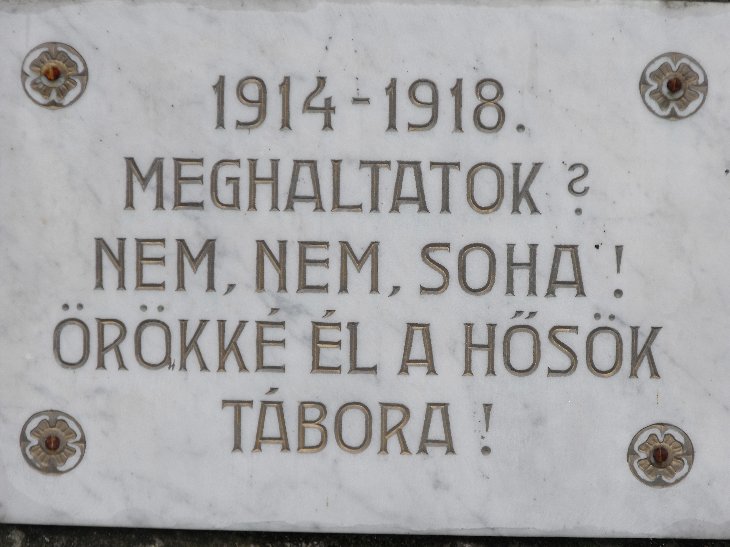 1914-1918.
MEGHALTATOK?
NEM, NEM, SOHA!
ÖRÖKKÉ ÉL A HŐSÖK
TÁBORA!